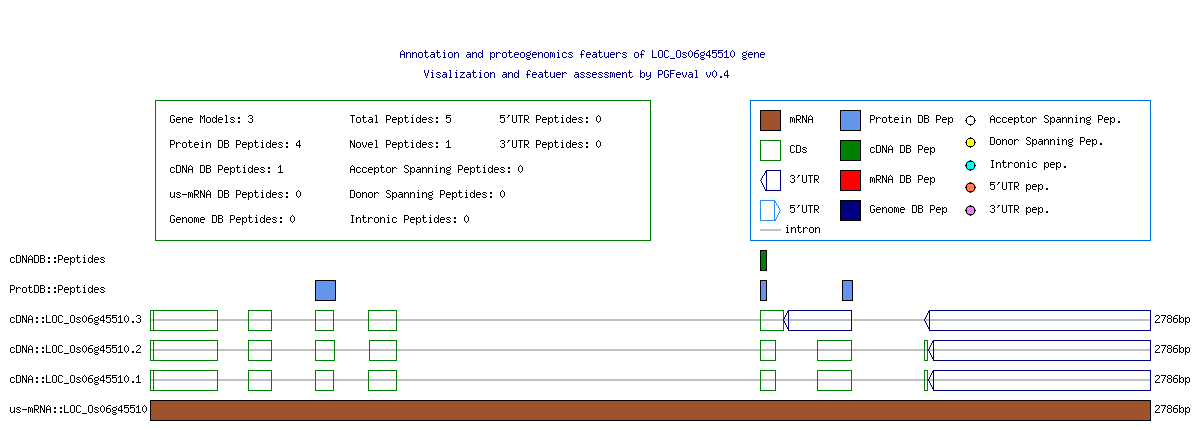 Annotation and proteogenomics featuers of LOC_Os06g45510 gene
Visalization and featuer assessment by PGFeval v0.4
Gene Models: 3 Total Peptides: 5 5'UTR Peptides: 0
Protein DB Peptides: 4 Novel Peptides: 1 3'UTR Peptides: 0
cDNA DB Peptides: 1 Acceptor Spanning Peptides: 0
us-mRNA DB Peptides: 0 Donor Spanning Peptides: 0
Genome DB Peptides: 0 Intronic Peptides: 0
mRNA Protein DB Pep Acceptor Spanning Pep.
CDs cDNA DB Pep Donor Spanning Pep.
3'UTR mRNA DB Pep Intronic pep.
5'UTR Genome DB Pep 5'UTR pep.
intron 3'UTR pep.
cDNADB::Peptides
ProtDB::Peptides
cDNA::LOC_Os06g45510.3 2786bp
cDNA::LOC_Os06g45510.2 2786bp
cDNA::LOC_Os06g45510.1 2786bp
us-mRNA::LOC_Os06g45510 2786bp